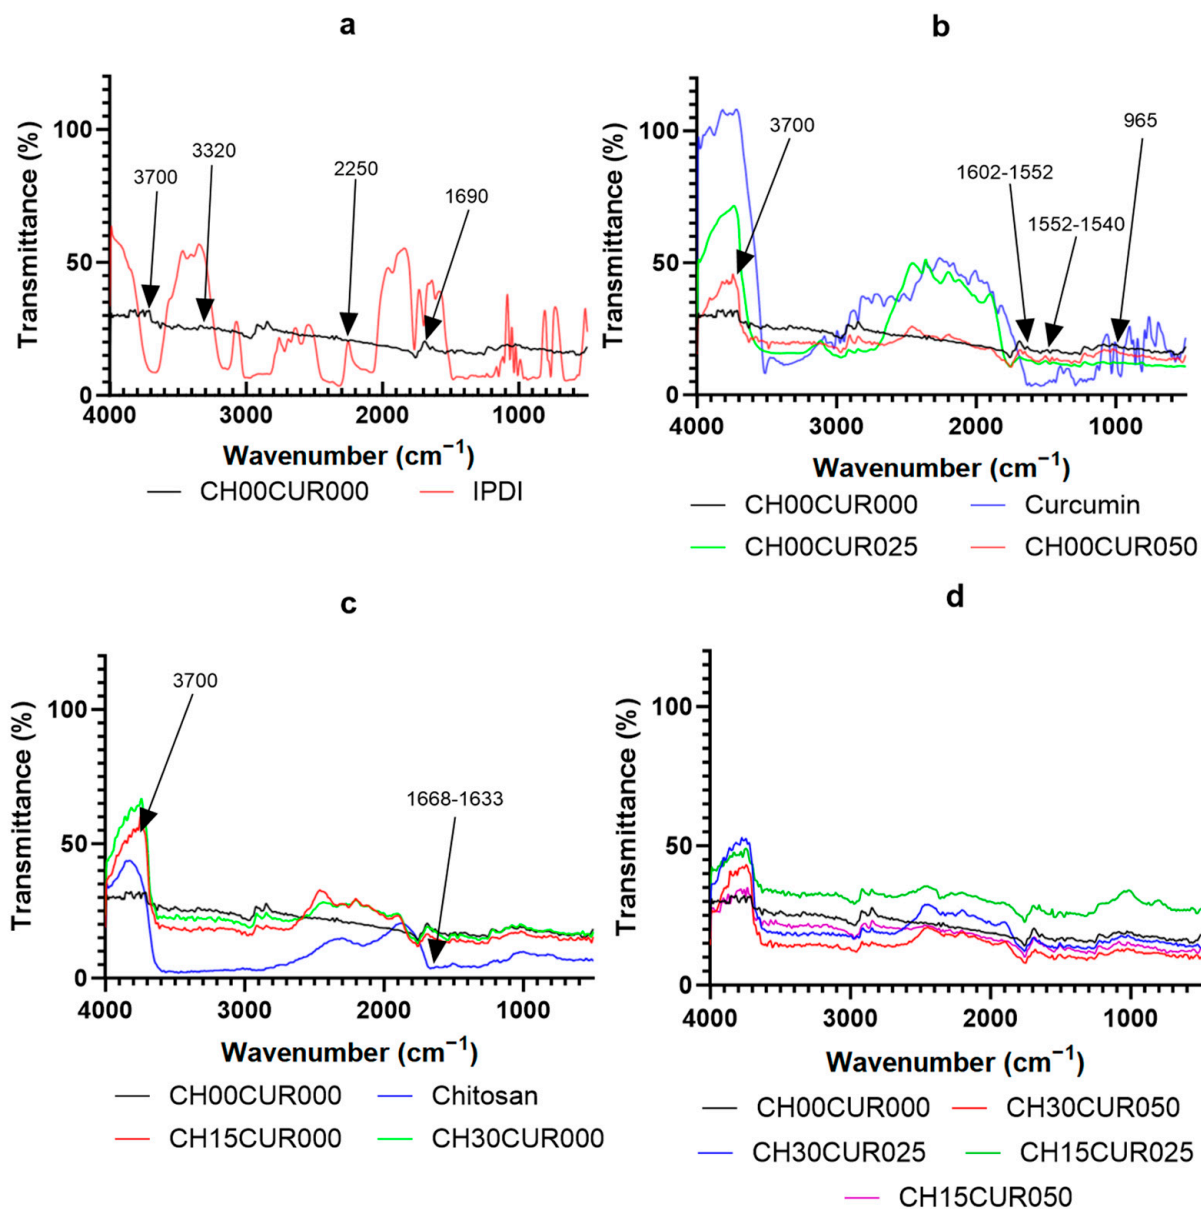 a
3700
3320
2250
1690
Transmittance (%)
100
50
0
4000 3000 2000 1000
Wavenumber (cm⁻¹)
CH00CUR000 IPDI
b
3700
1602-1552
1552-1540
965
Transmittance (%)
100
50
0
4000 3000 2000 1000
Wavenumber (cm⁻¹)
CH00CUR000 Curcumin
CH00CUR025 CH00CUR050
c
3700
1668-1633
Transmittance (%)
100
50
0
4000 3000 2000 1000
Wavenumber (cm⁻¹)
CH00CUR000 Chitosan
CH15CUR000 CH30CUR000
d
Transmittance (%)
100
50
0
4000 3000 2000 1000
Wavenumber (cm⁻¹)
CH00CUR000 CH30CUR050
CH30CUR025 CH15CUR025
CH15CUR050